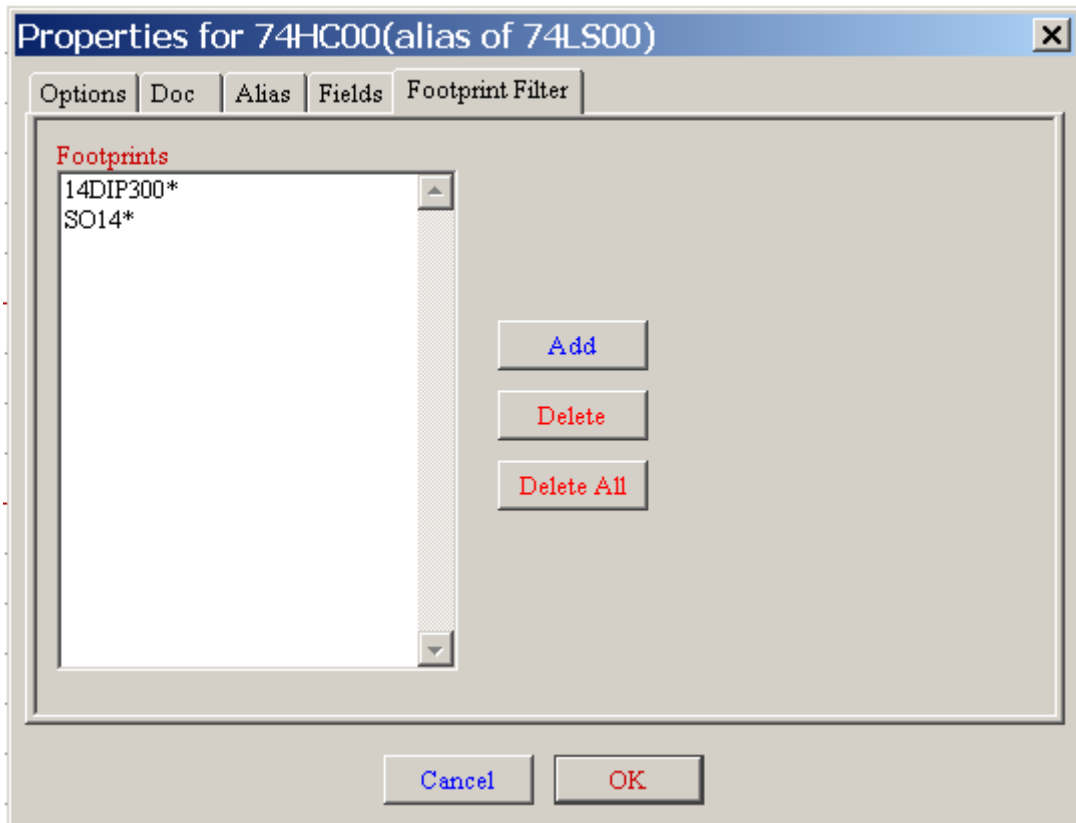 Properties for 74HC00(alias of 74LS00)
Options Doc Alias Fields Footprint Filter
Footprints
14DIP300*
SO14*
Add
Delete
Delete All
Cancel OK